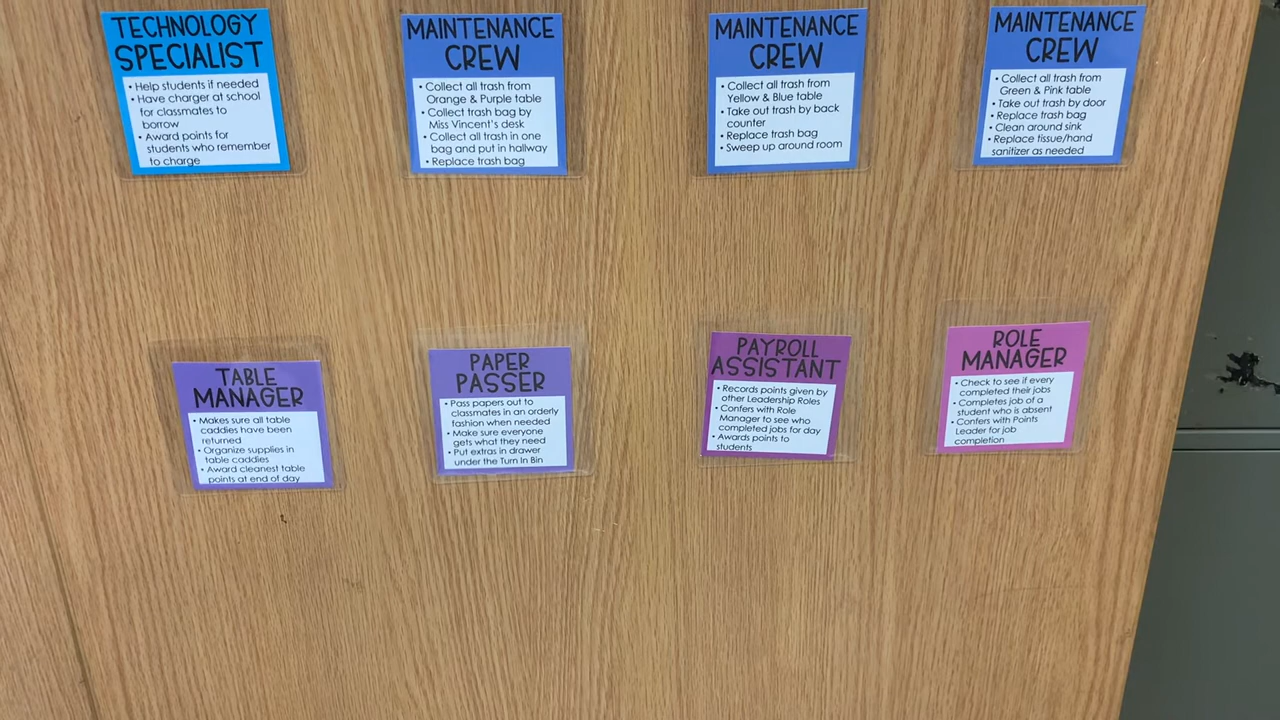 TECHNOLOGY
SPECIALIST
• Help students if needed
• Have charger at school
for classmates to
borrow
• Award points for
students who remember
to charge
MAINTENANCE
CREW
• Collect all trash from
Orange & Purple table
• Collect trash bag by
Miss Vincent's desk
• Collect all trash in one
bag and put in hallway
• Replace trash bag
MAINTENANCE
CREW
• Collect all trash from
Yellow & Blue table
• Take out trash by back
counter
• Replace trash bag
• Sweep up around room
MAINTENANCE
CREW
• Collect all trash from
Green & Pink table
• Take out trash by door
• Replace trash bag
• Clean around sink
• Replace tissue/hand
sanitizer as needed
TABLE
MANAGER
• Makes sure all table
caddies have been
returned
• Organize supplies in
table caddies
• Award cleanest table
points at end of day
PAPER
PASSER
• Pass papers out to
classmates in an orderly
fashion when needed
• Make sure everyone
gets what they need
• Put extras in drawer
under the Turn In Bin
PAYROLL
ASSISTANT
• Records points given by
other Leadership Roles
• Confers with Role
Manager to see who
completed jobs for day
• Awards points to
students
ROLE
MANAGER
• Check to see if every
completed their jobs
• Completes job of a
student who is absent
• Confers with Points
Leader for job
completion